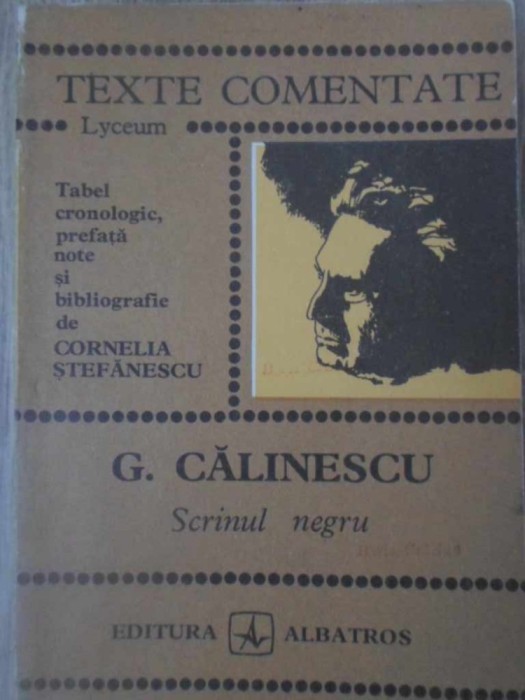 TEXTE COMENTATE
Lyceum
Tabel
cronologic,
prefață
note
și
bibliografie
de
CORNELIA
ȘTEFĂNESCU
G. CĂLINESCU
Scrinul negru
EDITURA ALBATROS